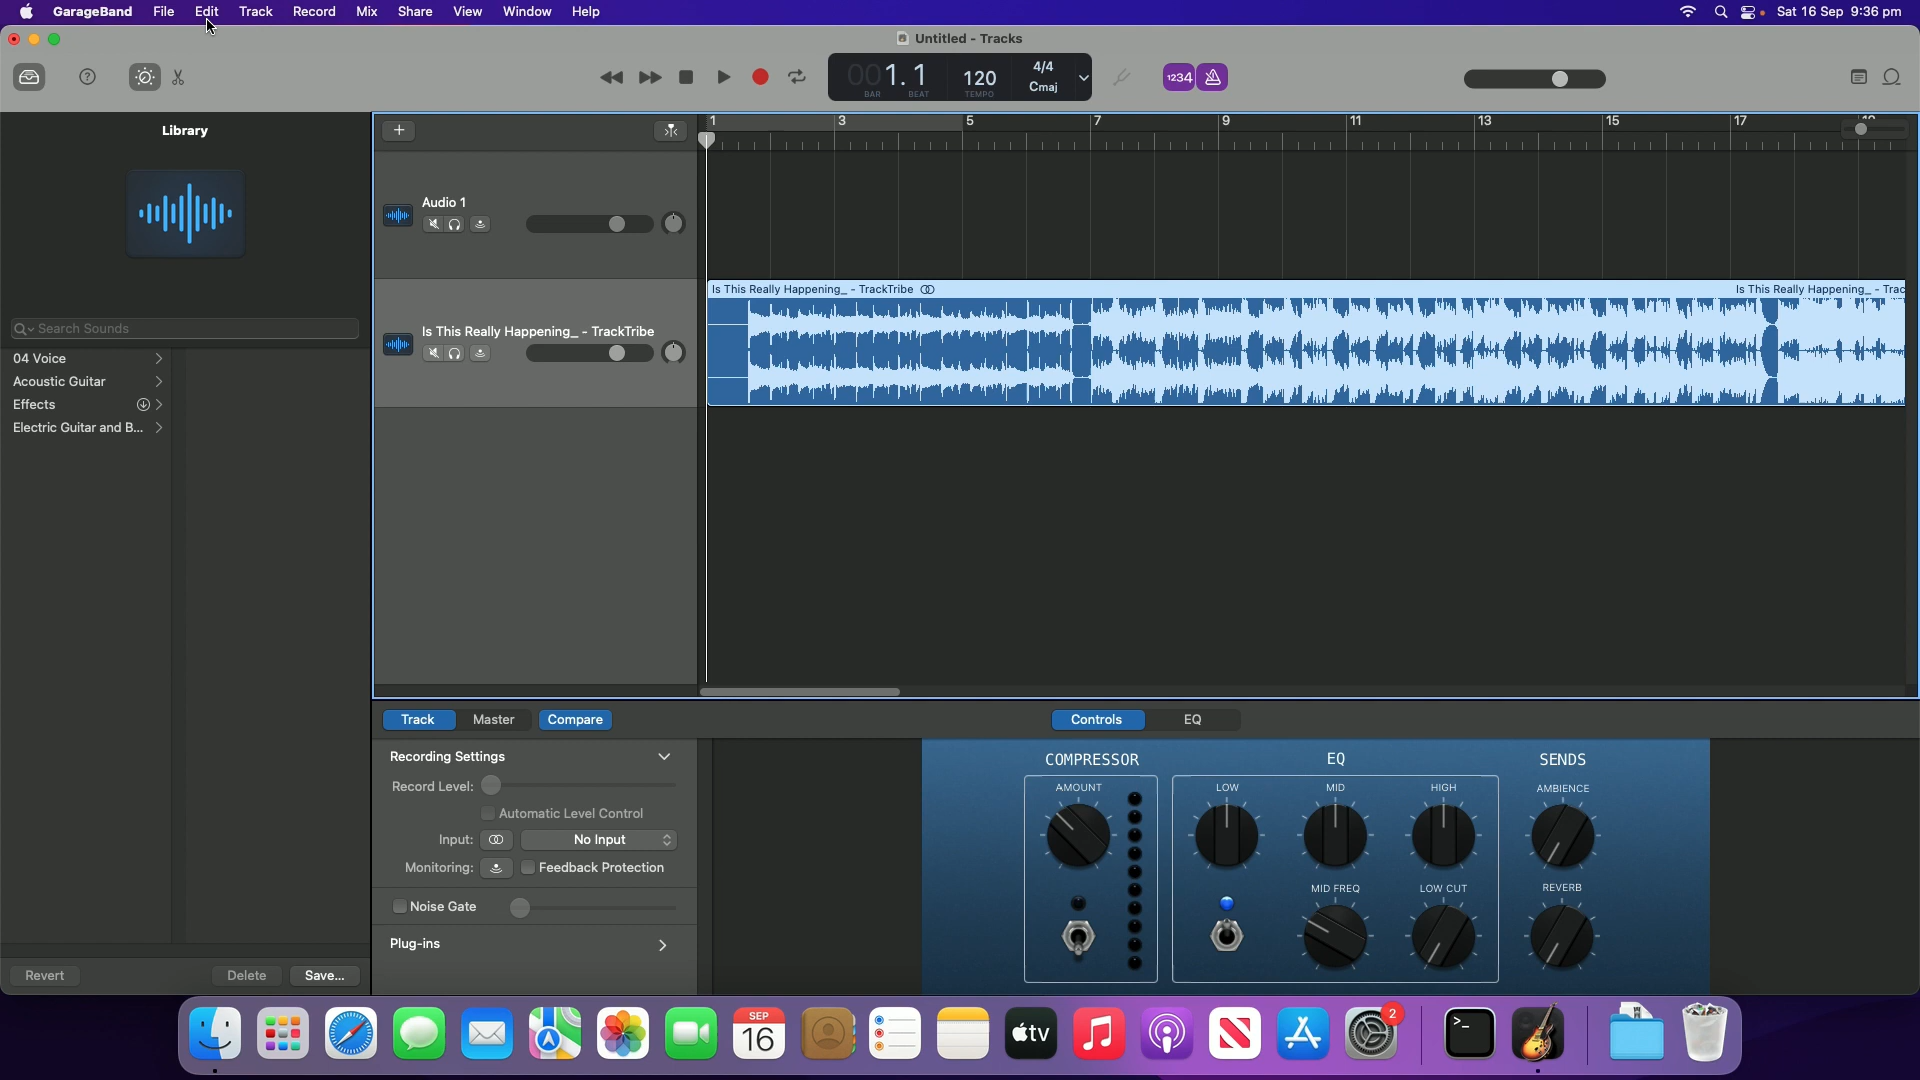 GarageBand File Edit Track Record Mix Share View Window Help Sat 16 Sep 9:36 pm
Untitled - Tracks
001.1 120 4/4 Cmaj
BAR BEAT TEMPO
1234
Library
1 3 5 7 9 11 13 15 17
Audio 1
Search Sounds
04 Voice
Acoustic Guitar
Effects
Electric Guitar and B...
Is This Really Happening_ - TrackTribe
Is This Really Happening_ - TrackTribe
Is This Really Happening_ - Trac
Track Master Compare Controls EQ
Recording Settings
Record Level:
Automatic Level Control
Input: No Input
Monitoring: Feedback Protection
Noise Gate
Plug-ins
COMPRESSOR EQ SENDS
AMOUNT LOW MID HIGH AMBIENCE
MID FREQ LOW CUT REVERB
Revert Delete Save...
SEP
16
tv
2
>_